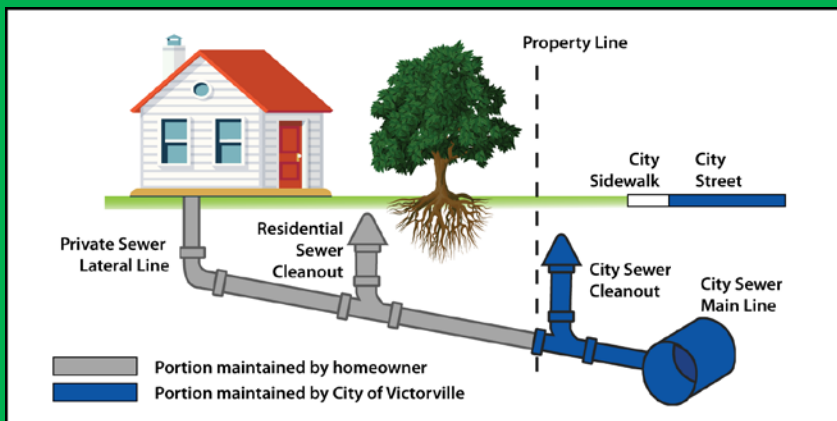 Property Line
City
Sidewalk
City
Street
Private Sewer
Lateral Line
Residential
Sewer
Cleanout
City Sewer
Cleanout
City Sewer
Main Line
Portion maintained by homeowner
Portion maintained by City of Victorville